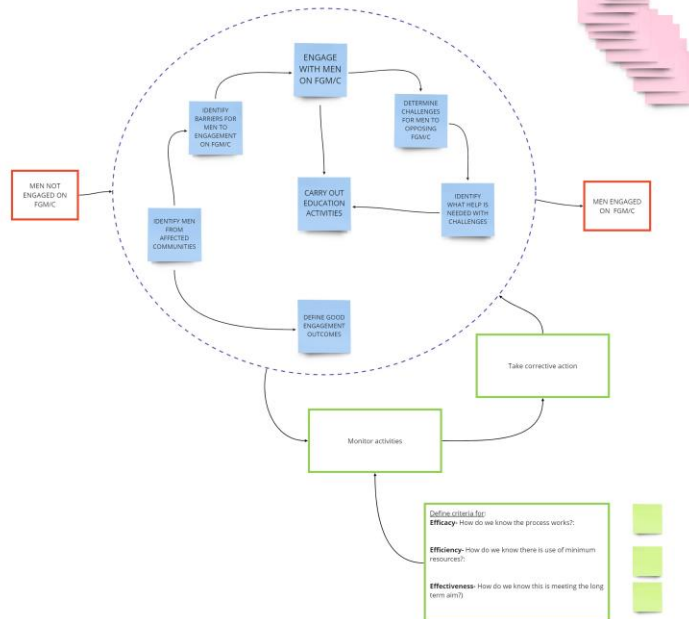 ENGAGE
WITH MEN
ON FGM/C
IDENTIFY
BARRIERS FOR
MEN TO
ENGAGEMENT
ON FGM/C
DETERMINE
CHALLENGES
FOR MEN TO
OPPOSING
FGM/C
MEN NOT
ENGAGED ON
FGM/C
CARRY OUT
EDUCATION
ACTIVITIES
IDENTIFY
WHAT HELP IS
NEEDED WITH
CHALLENGES
MEN ENGAGED
ON FGM/C
IDENTIFY MEN
FROM
AFFECTED
COMMUNITIES
DEFINE GOOD
ENGAGEMENT
OUTCOMES
Take corrective action
Monitor activities
Define criteria for:
Efficacy- How do we know the process works?:
Efficiency- How do we know there is use of minimum
resources?:
Effectiveness- How do we know this is meeting the long
term aim?)